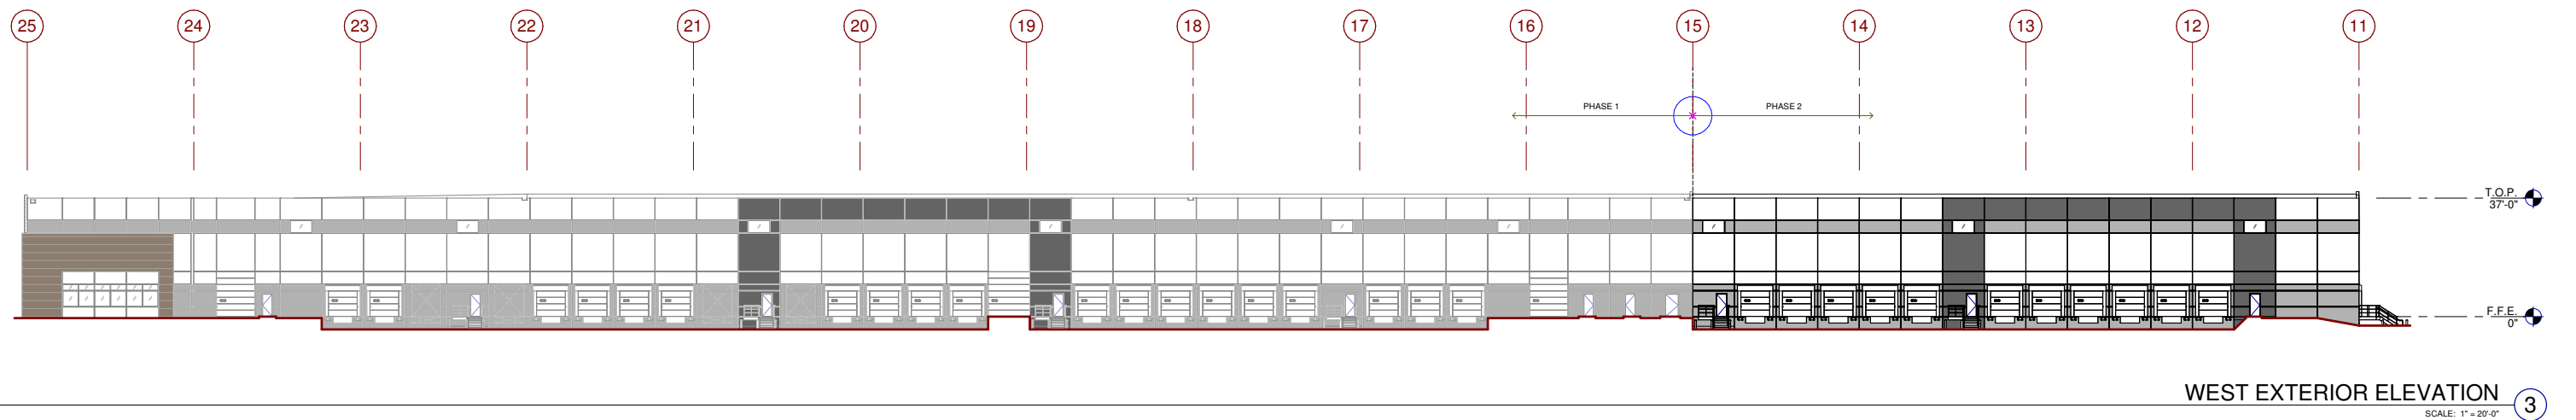 25 24 23 22 21 20 19 18 17 16 15 14 13 12 11
PHASE 1 PHASE 2
T.O.P.
37'-0"
F.F.E.
0"
WEST EXTERIOR ELEVATION
3
SCALE: 1" = 20'-0"